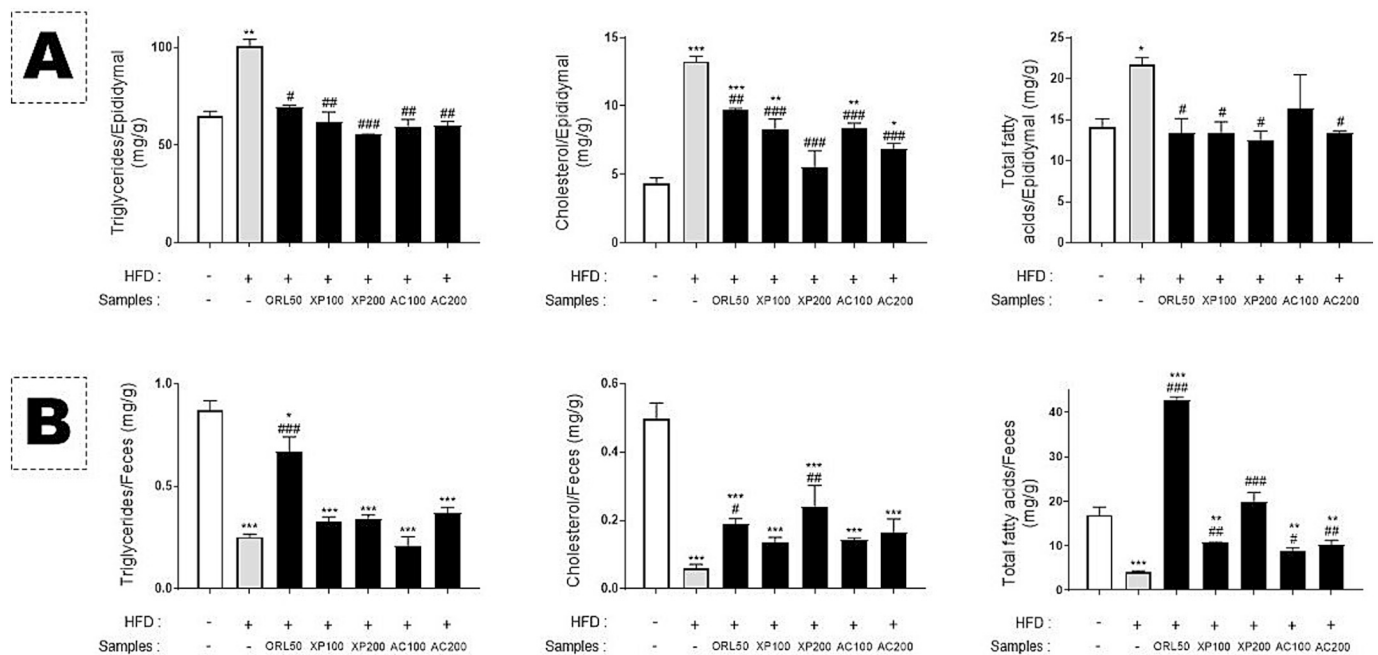 A
Triglycerides/Epididymal
(mg/g)
100
50
0
**
#
##
###
##
##
HFD :
- + + + + + +
Samples :
- - ORL50 XP100 XP200 AC100 AC200
Cholesterol/Epididymal
(mg/g)
15
10
5
0
***
***
##
**
###
###
**
###
*
###
HFD :
- + + + + + +
Samples :
- - ORL50 XP100 XP200 AC100 AC200
Total fatty
acids/Epididymal (mg/g)
25
20
15
10
5
0
*
#
#
#
#
HFD :
- + + + + + +
Samples :
- - ORL50 XP100 XP200 AC100 AC200
B
Triglycerides/Feces (mg/g)
1.0
0.5
0.0
***
*
###
***
***
***
***
HFD :
- + + + + + +
Samples :
- - ORL50 XP100 XP200 AC100 AC200
Cholesterol/Feces (mg/g)
0.6
0.4
0.2
0.0
***
***
#
***
***
##
***
***
HFD :
- + + + + + +
Samples :
- - ORL50 XP100 XP200 AC100 AC200
Total fatty acids/Feces
(mg/g)
40
30
20
10
0
***
***
###
**
##
###
**
#
**
##
HFD :
- + + + + + +
Samples :
- - ORL50 XP100 XP200 AC100 AC200